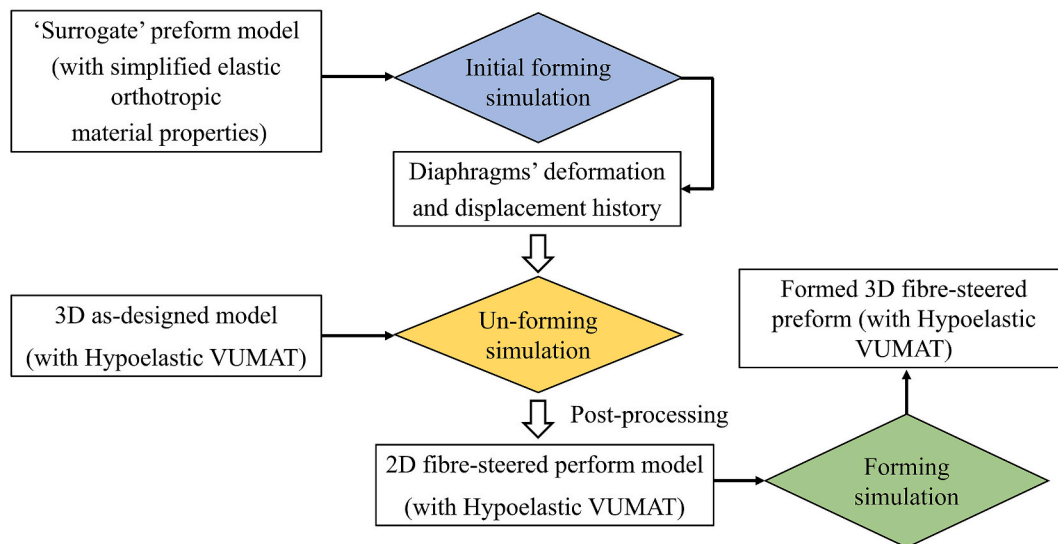 ‘Surrogate’ preform model
(with simplified elastic
orthotropic
material properties)
Initial forming
simulation
Diaphragms’ deformation
and displacement history
3D as-designed model
(with Hypoelastic VUMAT)
Un-forming
simulation
Post-processing
2D fibre-steered perform model
(with Hypoelastic VUMAT)
Forming
simulation
Formed 3D fibre-steered
preform (with Hypoelastic
VUMAT)